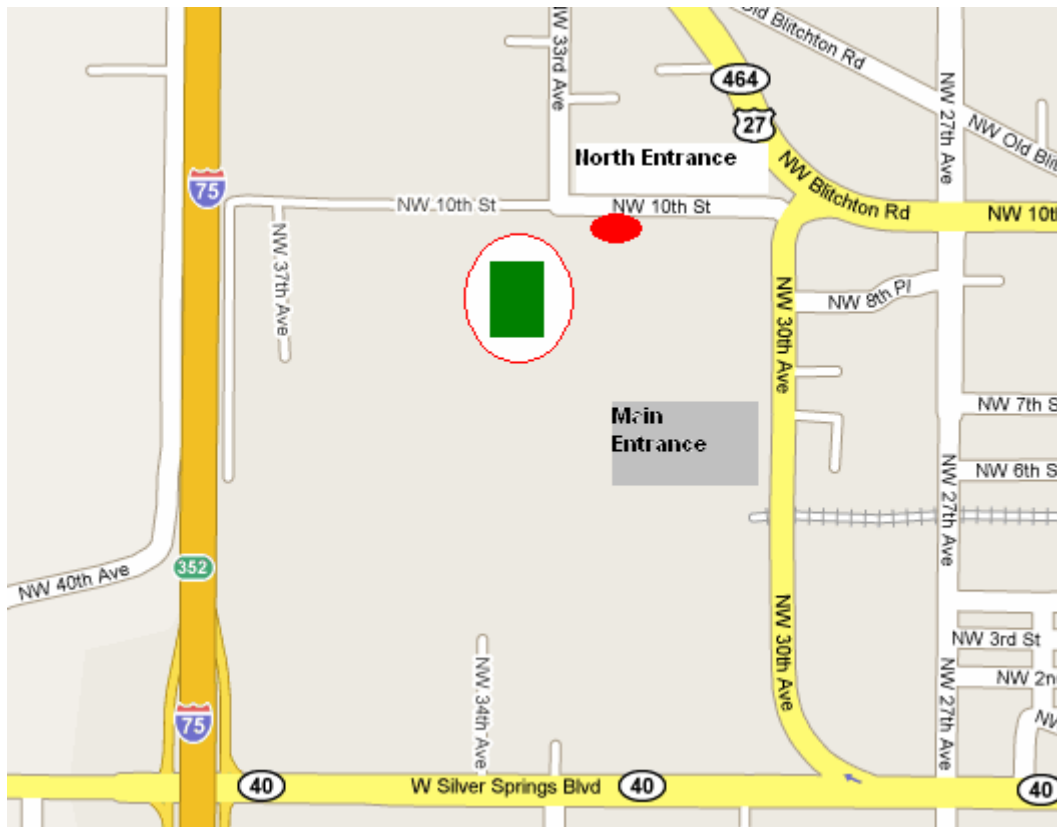 NW 33rd Ave
Old Blitchton Rd
464
27
NW 27th Ave
NW Old Blit
North Entrance
75
NW Blitchton Rd
NW 10th St
NW 10th St
NW 10t
NW 37th Ave
NW 30th Ave
NW 8th Pl
Main
Entrance
NW 7th S
NW 6th S
NW 27th Ave
352
NW 40th Ave
NW 30th Ave
NW 3rd St
NW 34th Ave
NW 27th Ave
NW 2n
NW
75
40
W Silver Springs Blvd
40
40